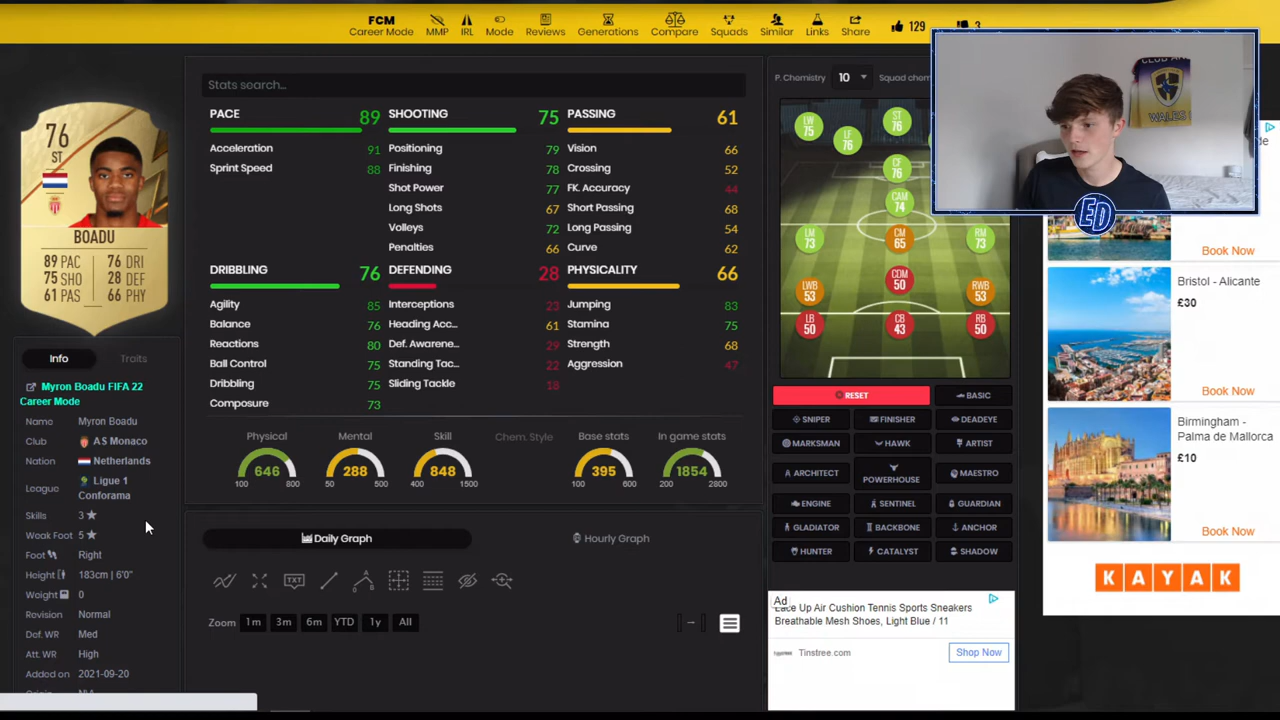 FCM
Career Mode
MMP
IRL
Mode
Reviews
Generations
Compare
Squads
Similar
Links
Share
129
3
Stats search...
P. Chemistry 10 Squad chem
76
ST
BOADU
89 PAC 76 DRI
75 SHO 28 DEF
61 PAS 66 PHY
PACE 89
Acceleration 91
Sprint Speed 88
SHOOTING 75
Positioning 79
Finishing 78
Shot Power 77
Long Shots 67
Volleys 72
Penalties 66
PASSING 61
Vision 66
Crossing 52
FK. Accuracy 44
Short Passing 68
Long Passing 54
Curve 62
DRIBBLING 76
Agility 85
Balance 76
Reactions 80
Ball Control 75
Dribbling 75
Composure 73
DEFENDING 28
Interceptions 23
Heading Acc... 61
Def. Awarene... 29
Standing Tac... 22
Sliding Tackle 18
PHYSICALITY 66
Jumping 83
Stamina 75
Strength 68
Aggression 47
Physical
646
100 800
Mental
288
50 500
Skill
848
400 1500
Chem. Style
Base stats
395
100 600
In game stats
1854
200 2800
Info Traits
Myron Boadu FIFA 22
Career Mode
Name Myron Boadu
Club AS Monaco
Nation Netherlands
League Ligue 1
Conforama
Skills 3
Weak Foot 5
Foot Right
Height 183cm | 6'0"
Weight 0
Revision Normal
Def. WR Med
Att. WR High
Added on 2021-09-20
Daily Graph Hourly Graph
TXT
Zoom 1m 3m 6m YTD 1y All
LW
75
LF
76
ST
76
CF
76
CAM
74
LM
73
CM
65
RM
73
CDM
50
LWB
53
RWB
53
LB
50
CB
43
RB
50
RESET BASIC
SNIPER FINISHER DEADEYE
MARKSMAN HAWK ARTIST
ARCHITECT POWERHOUSE MAESTRO
ENGINE SENTINEL GUARDIAN
GLADIATOR BACKBONE ANCHOR
HUNTER CATALYST SHADOW
Ad
Lace Up Air Cushion Tennis Sports Sneakers
Breathable Mesh Shoes, Light Blue / 11
Tinstree.com
Shop Now
WALES
ED
de
Book Now
Bristol - Alicante
£30
Book Now
Birmingham -
Palma de Mallorca
£10
Book Now
KAYAK